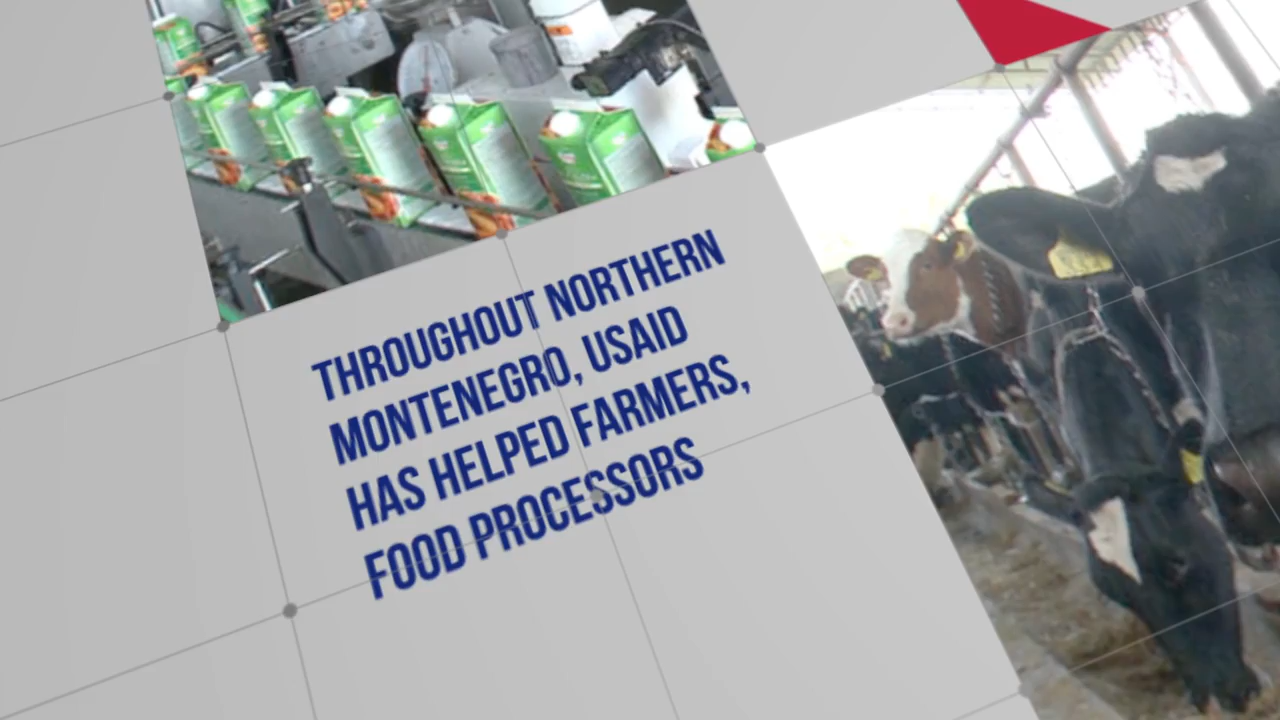 THROUGHOUT NORTHERN
MONTENEGRO, USAID
HAS HELPED FARMERS,
FOOD PROCESSORS